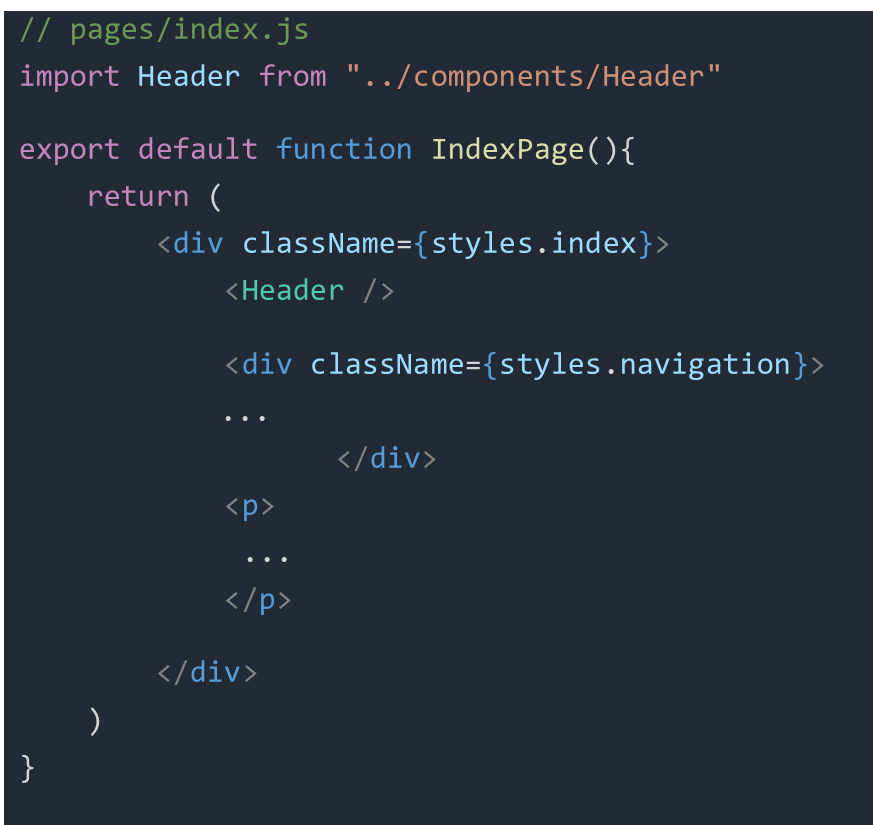 // pages/index.js
import Header from "../components/Header"
export default function IndexPage(){
    return (
        <div className={styles.index}>
            <Header />
            <div className={styles.navigation}>
            ...
                   </div>
            <p>
             ...
            </p>
        </div>
    )
}